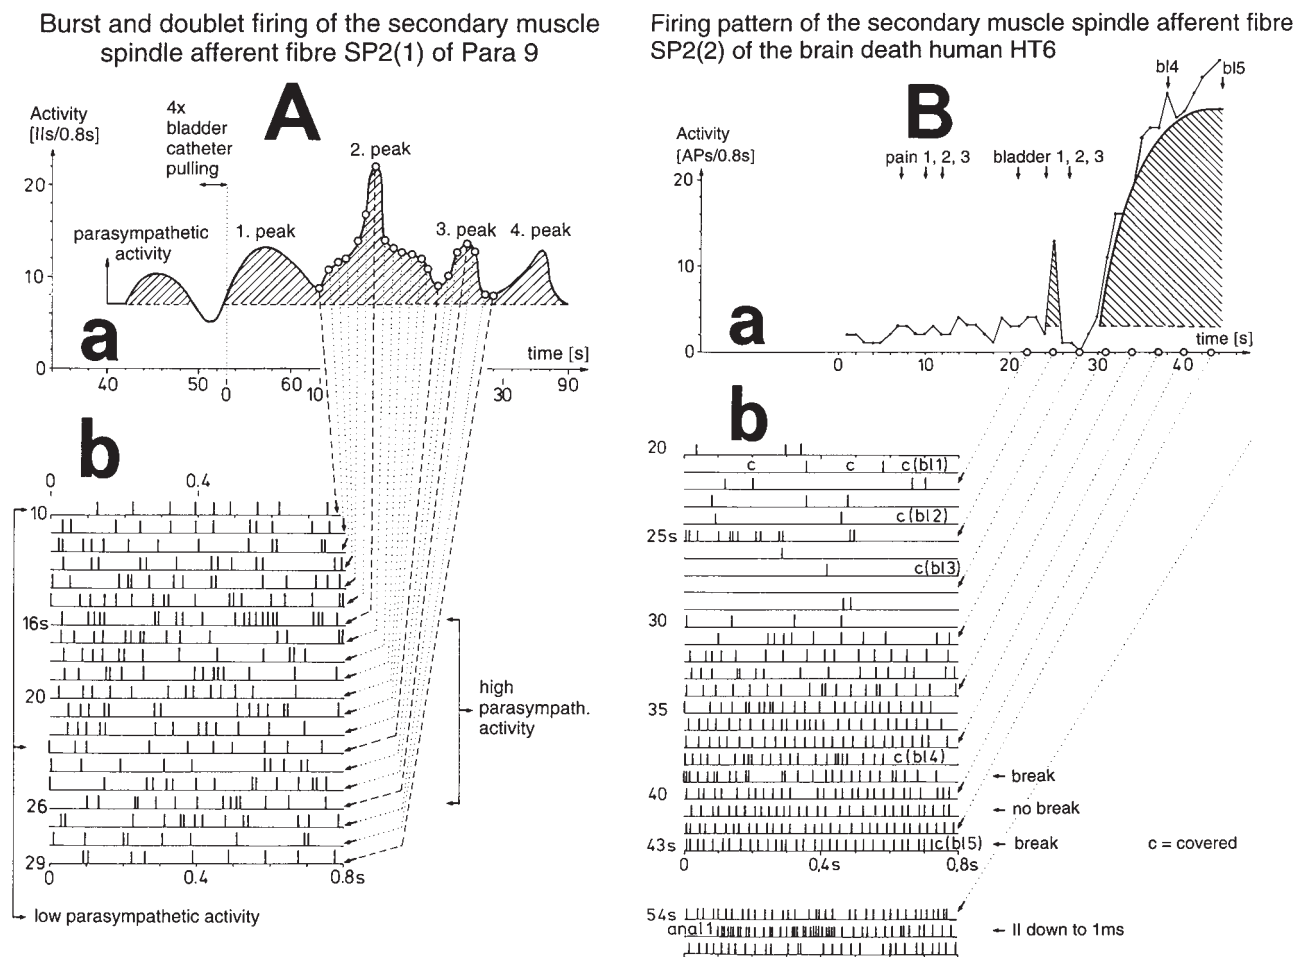 Burst and doublet firing of the secondary muscle
spindle afferent fibre SP2(1) of Para 9
A
Activity
[IIs/0.8s]
4x
bladder
catheter
pulling
2. peak
20
parasympathetic
activity
1. peak
3. peak
4. peak
10
a
0
time [s]
40
50
0
60
10
30
90
b
0
0.4
10
16s
20
26
29
0
0.4
0.8s
high
parasympath.
activity
low parasympathetic activity
Firing pattern of the secondary muscle spindle afferent fibre
SP2(2) of the brain death human HT6
B
bl4
bl5
Activity
[APs/0.8s]
pain 1, 2, 3
bladder 1, 2, 3
20
10
a
0
time [s]
0
10
20
30
40
b
20
c
c
c(bl1)
c(bl2)
25s
c(bl3)
30
35
c(bl4)
break
40
no break
43s
c(bl5)
break
c = covered
0
0,4s
0,8s
54s
anal1
II down to 1ms